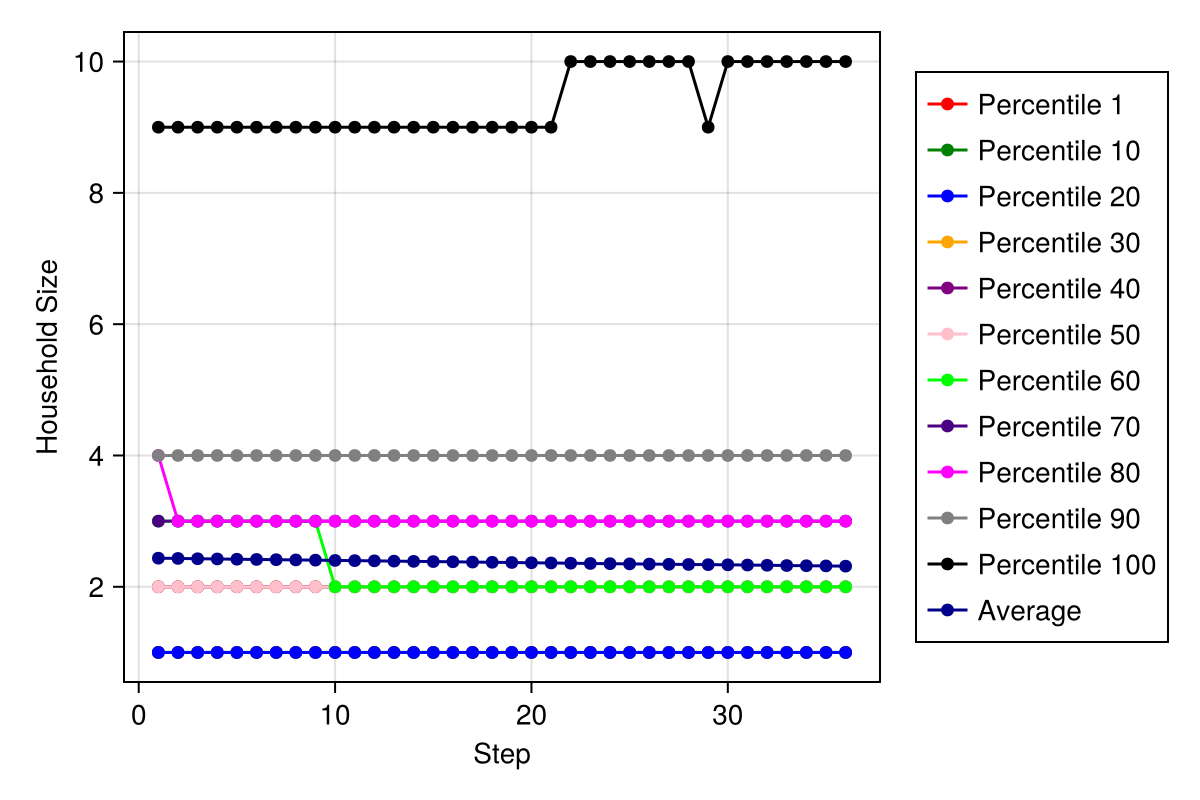 10
8
6
4
2
Household Size
0
10
20
30
Step
Percentile 1
Percentile 10
Percentile 20
Percentile 30
Percentile 40
Percentile 50
Percentile 60
Percentile 70
Percentile 80
Percentile 90
Percentile 100
Average